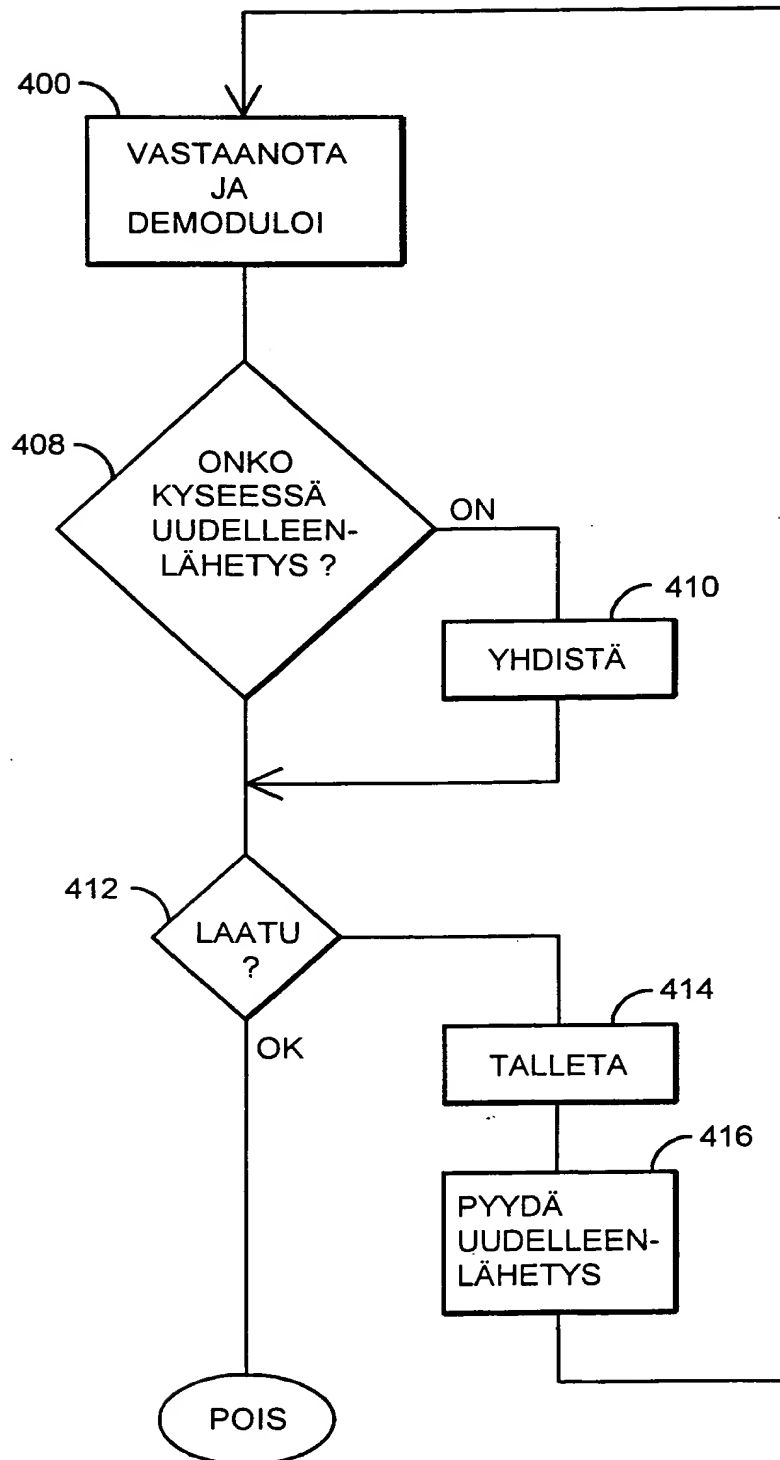 400
VASTAANOTA
JA
DEMODULOI
408
ONKO
KYSEESSÄ
UUDELLEEN-
LÄHETYS ?
ON
410
YHDISTÄ
412
LAATU
?
OK
414
TALLETA
416
PYYDÄ
UUDELLEEN-
LÄHETYS
POIS